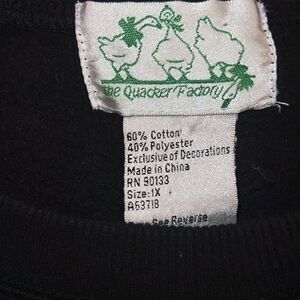 The Quacker Factory
60% Cotton
40% Polyester
Exclusive of Decorations
Made in China
RN 90133
Size:1X
A63718
See Reverse